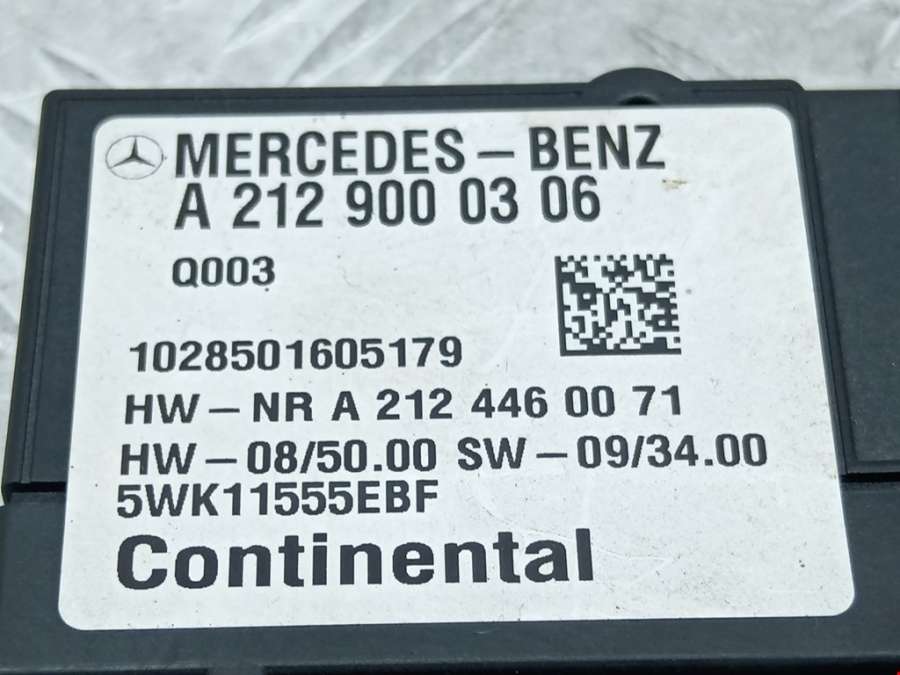 MERCEDES-BENZ
A 212 900 03 06
Q003
1028501605179
HW-NR A 212 446 00 71
HW-08/50.00 SW-09/34.00
5WK11555EBF
Continental